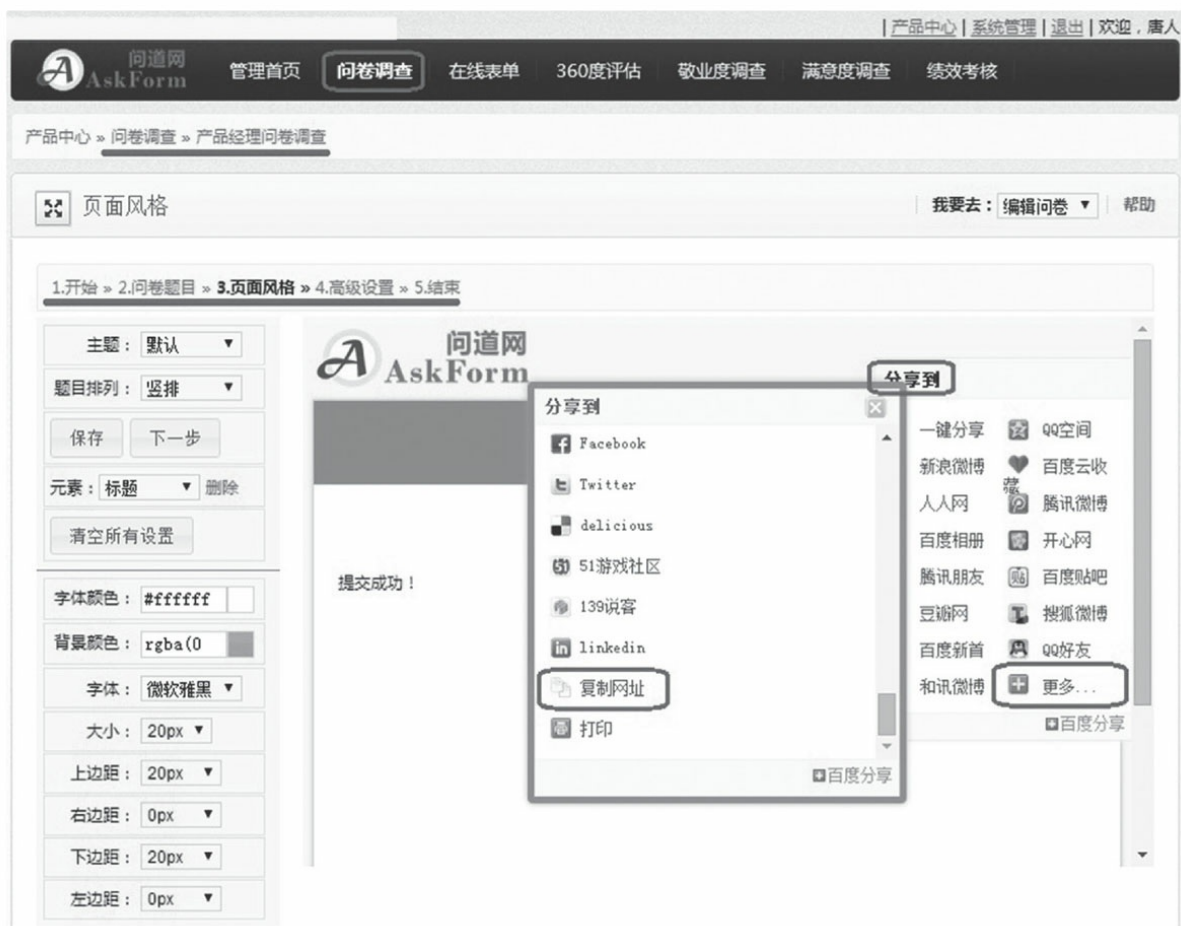 | 产品中心 | 系统管理 | 退出 | 欢迎，唐人
问道网
AskForm
管理首页 问卷调查 在线表单 360度评估 敬业度调查 满意度调查 绩效考核
产品中心 » 问卷调查 » 产品经理问卷调查
页面风格
我要去： 编辑问卷 帮助
1.开始 » 2.问卷题目 » 3.页面风格 » 4.高级设置 » 5.结束
主题： 默认
题目排列： 竖排
保存 下一步
元素： 标题 删除
清空所有设置
字体颜色： #ffffff
背景颜色： rgba(0
字体： 微软雅黑
大小： 20px
上边距： 20px
右边距： 0px
下边距： 20px
左边距： 0px
问道网
AskForm
提交成功！
分享到
Facebook
Twitter
delicious
51游戏社区
139说客
linkedin
复制网址
打印
百度分享
分享到
一键分享 QQ空间
新浪微博 百度云收
藏
人人网 腾讯微博
百度相册 开心网
腾讯朋友 百度贴吧
豆瓣网 搜狐微博
百度新首 QQ好友
和讯微博 更多...
百度分享